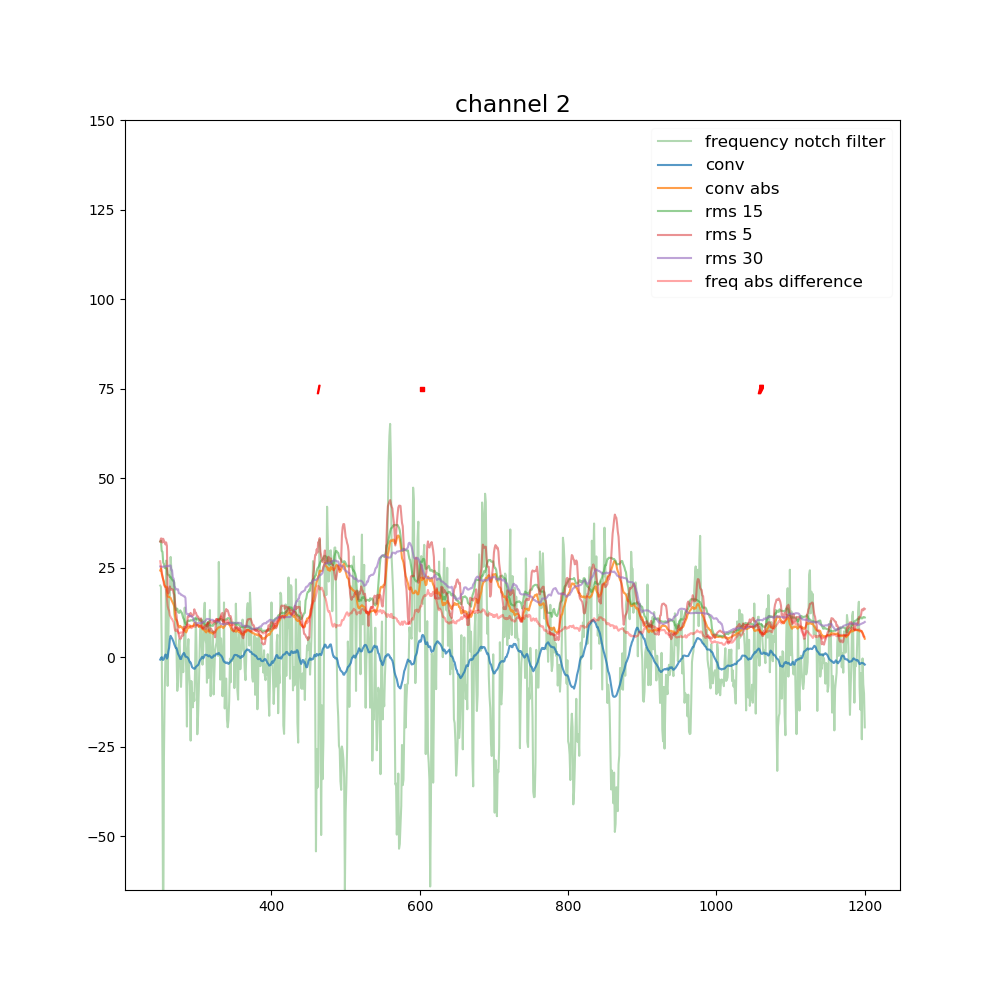 channel 2
150
125
100
75
50
25
0
−25
−50
400
600
800
1000
1200
frequency notch filter
conv
conv abs
rms 15
rms 5
rms 30
freq abs difference